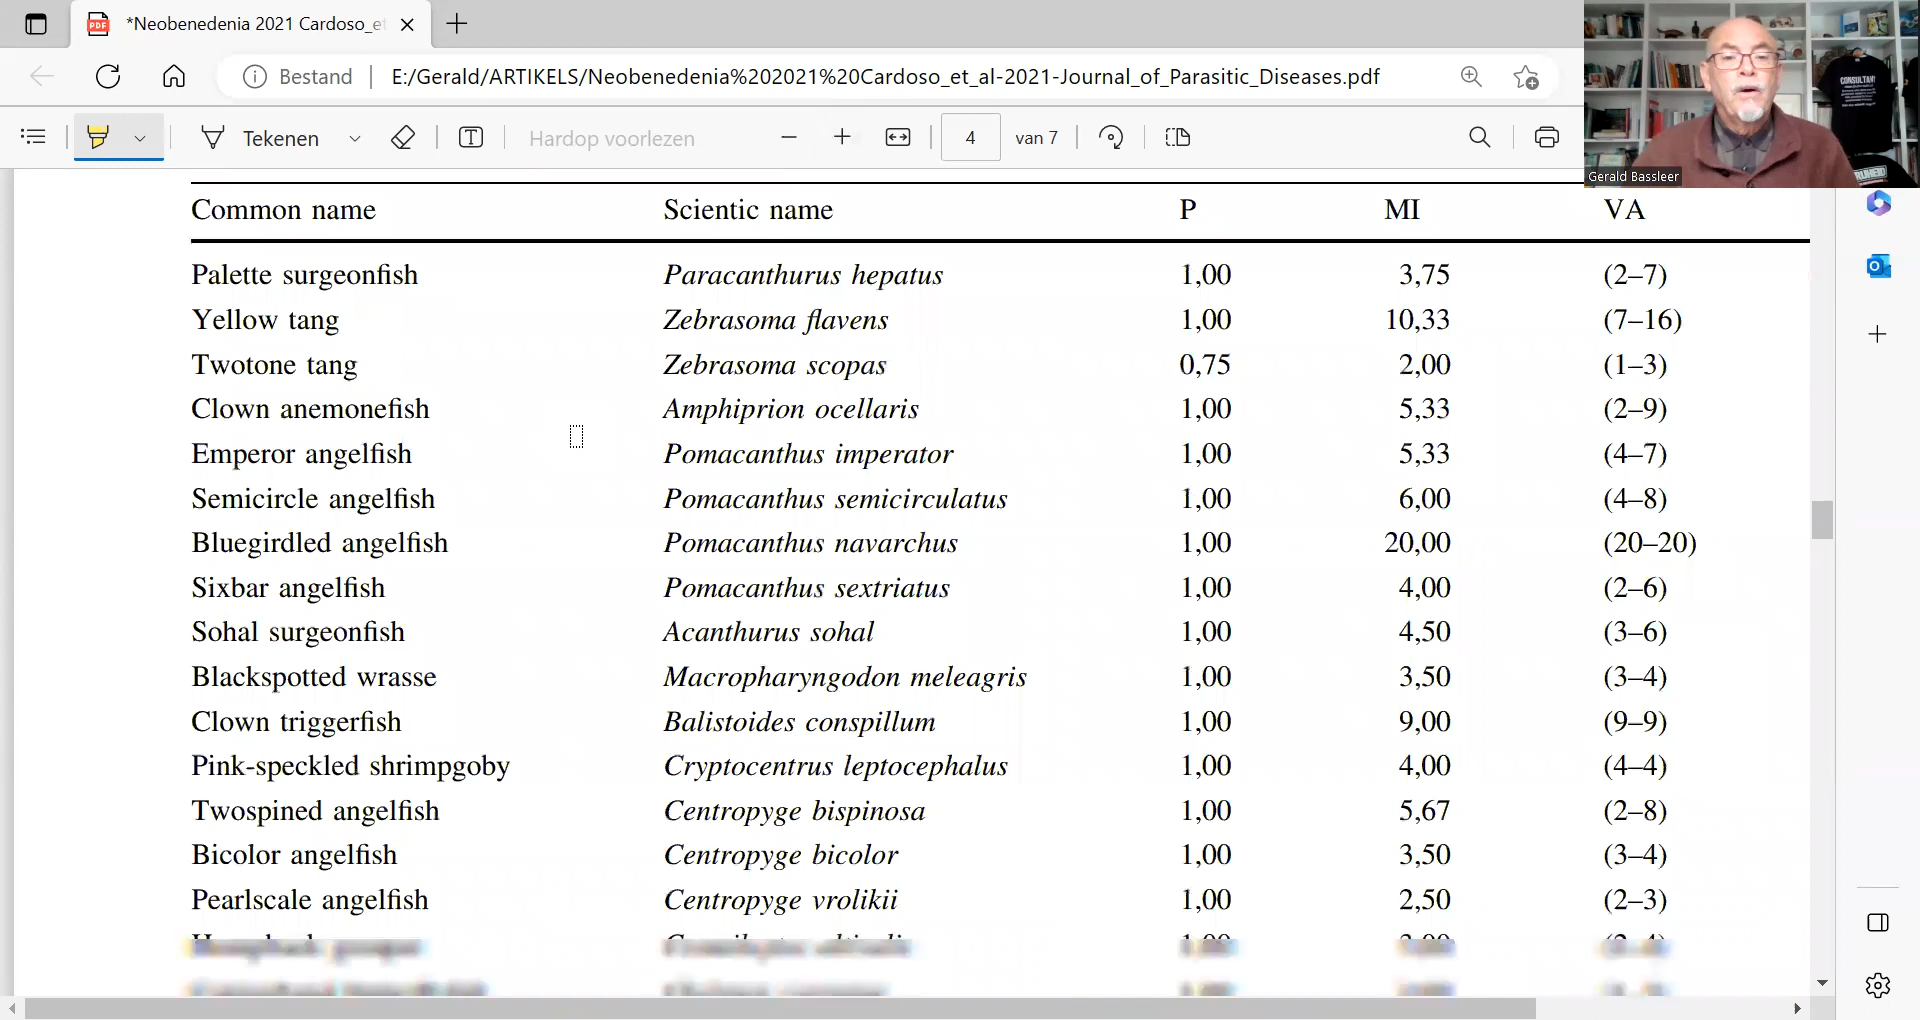 *Neobenedenia 2021 Cardoso_et
Bestand E:/Gerald/ARTIKELS/Neobenedenia%202021%20Cardoso_et_al-2021-Journal_of_Parasitic_Diseases.pdf
Tekenen Hardop voorlezen 4 van 7
CONSULTANT
Gerald Bassleer
Common name Scientic name P MI VA
Palette surgeonfish Paracanthurus hepatus 1,00 3,75 (2–7)
Yellow tang Zebrasoma flavens 1,00 10,33 (7–16)
Twotone tang Zebrasoma scopas 0,75 2,00 (1–3)
Clown anemonefish Amphiprion ocellaris 1,00 5,33 (2–9)
Emperor angelfish Pomacanthus imperator 1,00 5,33 (4–7)
Semicircle angelfish Pomacanthus semicirculatus 1,00 6,00 (4–8)
Bluegirdled angelfish Pomacanthus navarchus 1,00 20,00 (20–20)
Sixbar angelfish Pomacanthus sextriatus 1,00 4,00 (2–6)
Sohal surgeonfish Acanthurus sohal 1,00 4,50 (3–6)
Blackspotted wrasse Macropharyngodon meleagris 1,00 3,50 (3–4)
Clown triggerfish Balistoides conspillum 1,00 9,00 (9–9)
Pink-speckled shrimpgoby Cryptocentrus leptocephalus 1,00 4,00 (4–4)
Twospined angelfish Centropyge bispinosa 1,00 5,67 (2–8)
Bicolor angelfish Centropyge bicolor 1,00 3,50 (3–4)
Pearlscale angelfish Centropyge vrolikii 1,00 2,50 (2–3)